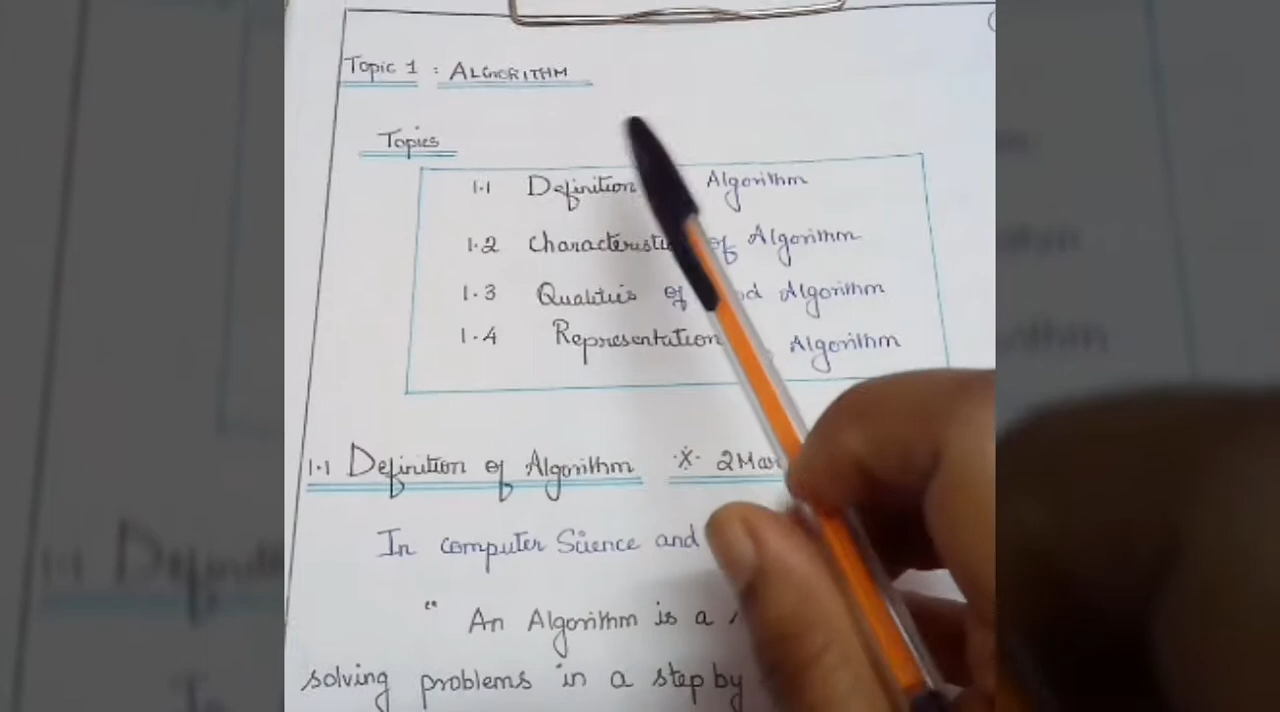 Topic 1 : ALGORITHM
Topics
1.1 Definition Algorithm
1.2 of Algorithm
1.3 Qualities of Algorithm
1.4 Representation Algorithm
1.1 Definition of Algorithm ·X· 2
In computer Science and
" An Algorithm is a
solving problems in a step by